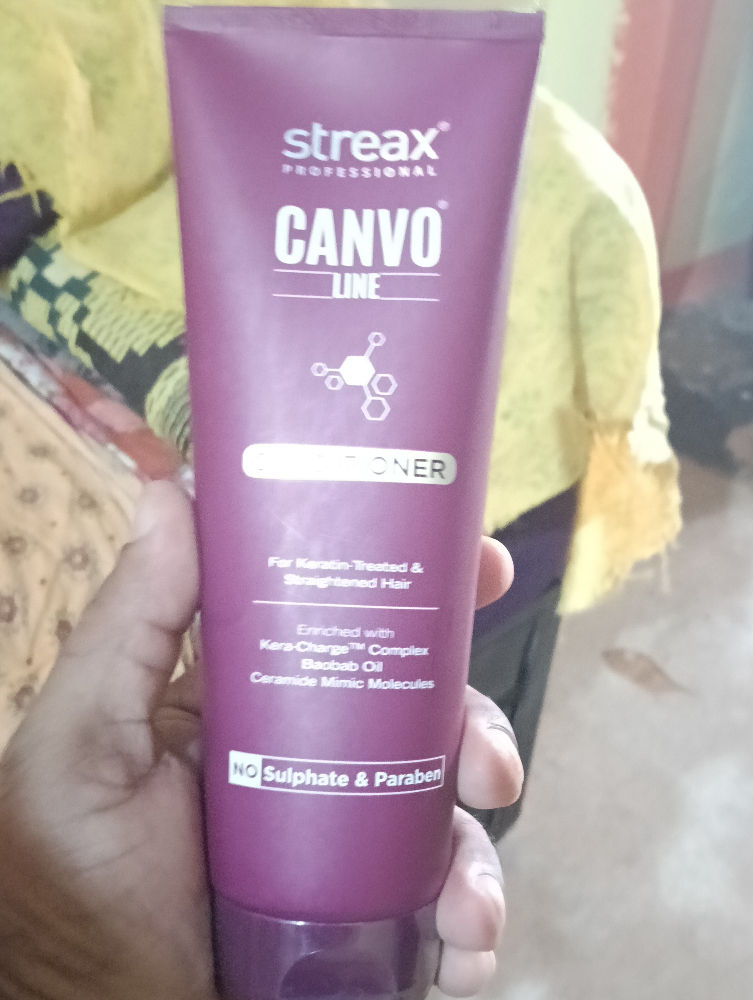 streax®
PROFESSIONAL
CANVO®
LINE
CONDITIONER
For Keratin-Treated &
Straightened Hair
Enriched with
Kera-Charge™ Complex
Baobab Oil
Ceramide Mimic Molecules
NO Sulphate & Paraben